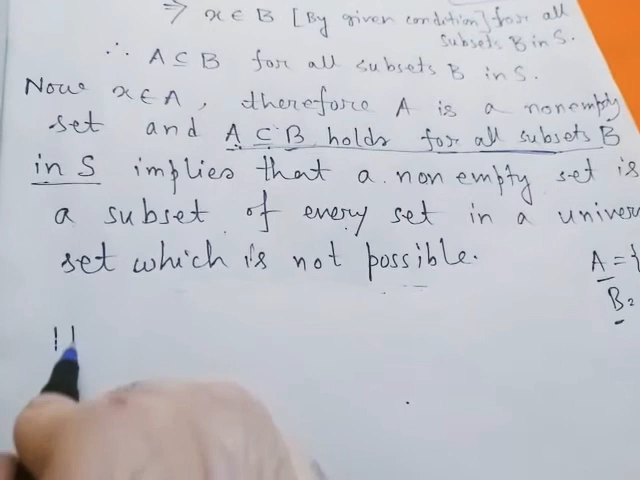 ⇒ x ∈ B [By given condition] for all
subsets B in S.
∴ A ⊆ B for all subsets B in S.
Now x ∈ A, therefore A is a nonempty
set and A ⊆ B holds for all subsets B
in S implies that a non empty set is
a subset of every set in a univer
set which is not possible.
A = {
B =